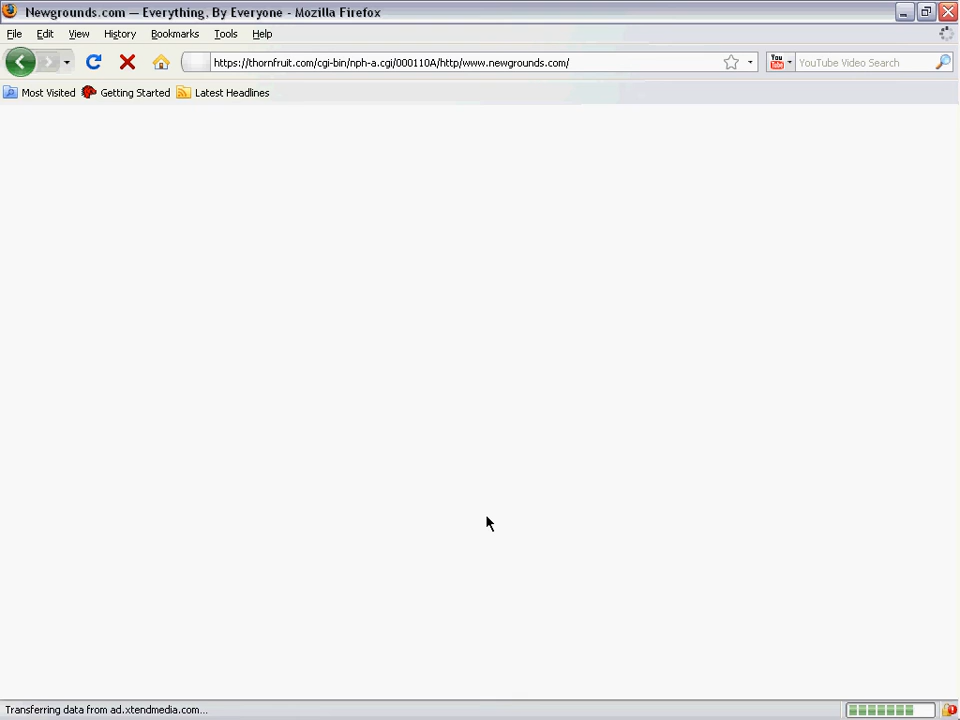 Newgrounds.com — Everything, By Everyone - Mozilla Firefox
File Edit View History Bookmarks Tools Help
https://thornfruit.com/cgi-bin/nph-a.cgi/000110A/http/www.newgrounds.com/
You Tube YouTube Video Search
Most Visited Getting Started Latest Headlines
Transferring data from ad.xtendmedia.com...